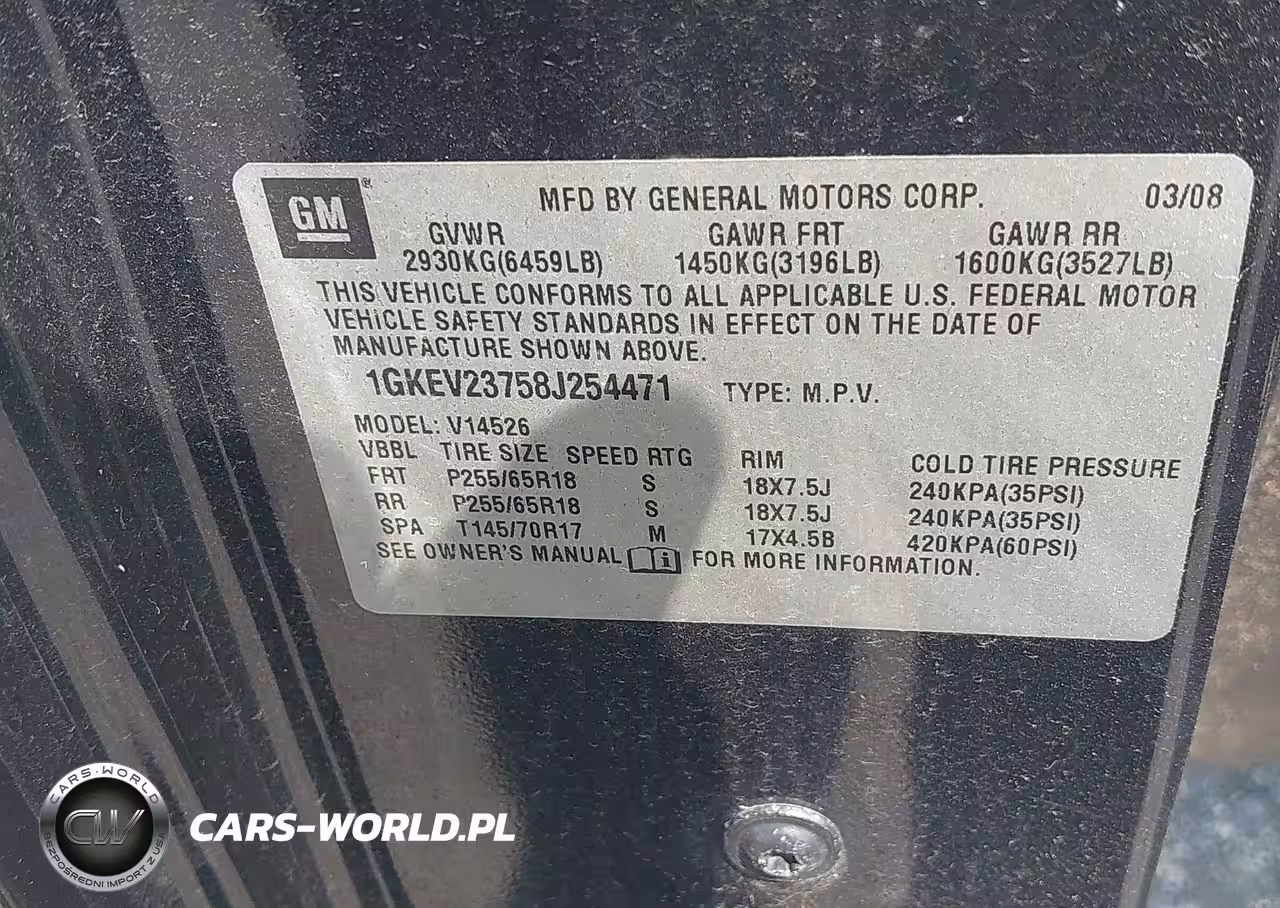 GM ®
MFD BY GENERAL MOTORS CORP. 03/08
GVWR GAWR FRT GAWR RR
2930KG(6459LB) 1450KG(3196LB) 1600KG(3527LB)
THIS VEHICLE CONFORMS TO ALL APPLICABLE U.S. FEDERAL MOTOR
VEHICLE SAFETY STANDARDS IN EFFECT ON THE DATE OF
MANUFACTURE SHOWN ABOVE.
1GKEV23758J254471 TYPE: M.P.V.
MODEL: V14526
VBBL TIRE SIZE SPEED RTG RIM COLD TIRE PRESSURE
FRT P255/65R18 S 18X7.5J 240KPA(35PSI)
RR P255/65R18 S 18X7.5J 240KPA(35PSI)
SPA T145/70R17 M 17X4.5B 420KPA(60PSI)
SEE OWNER'S MANUAL i FOR MORE INFORMATION.
CARS-WORLD
CW
BEZPOŚREDNI IMPORT Z USA
CARS-WORLD.PL